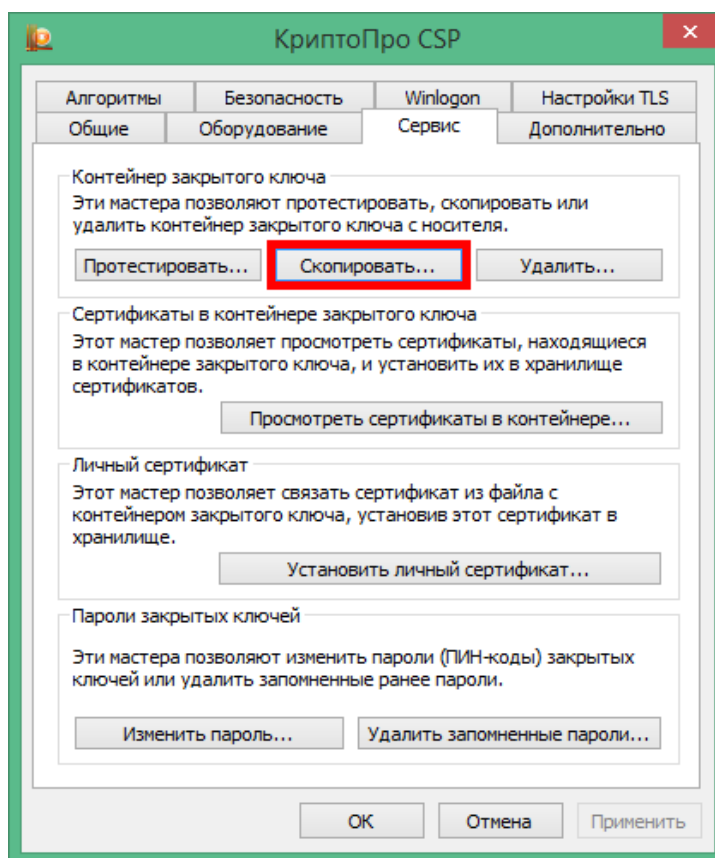 КриптоПро CSP
Алгоритмы Безопасность Winlogon Настройки TLS
Общие Оборудование Сервис Дополнительно
Контейнер закрытого ключа
Эти мастера позволяют протестировать, скопировать или
удалить контейнер закрытого ключа с носителя.
Протестировать... Скопировать... Удалить...
Сертификаты в контейнере закрытого ключа
Этот мастер позволяет просмотреть сертификаты, находящиеся
в контейнере закрытого ключа, и установить их в хранилище
сертификатов.
Просмотреть сертификаты в контейнере...
Личный сертификат
Этот мастер позволяет связать сертификат из файла с
контейнером закрытого ключа, установив этот сертификат в
хранилище.
Установить личный сертификат...
Пароли закрытых ключей
Эти мастера позволяют изменить пароли (ПИН-коды) закрытых
ключей или удалить запомненные ранее пароли.
Изменить пароль... Удалить запомненные пароли...
ОК Отмена Применить